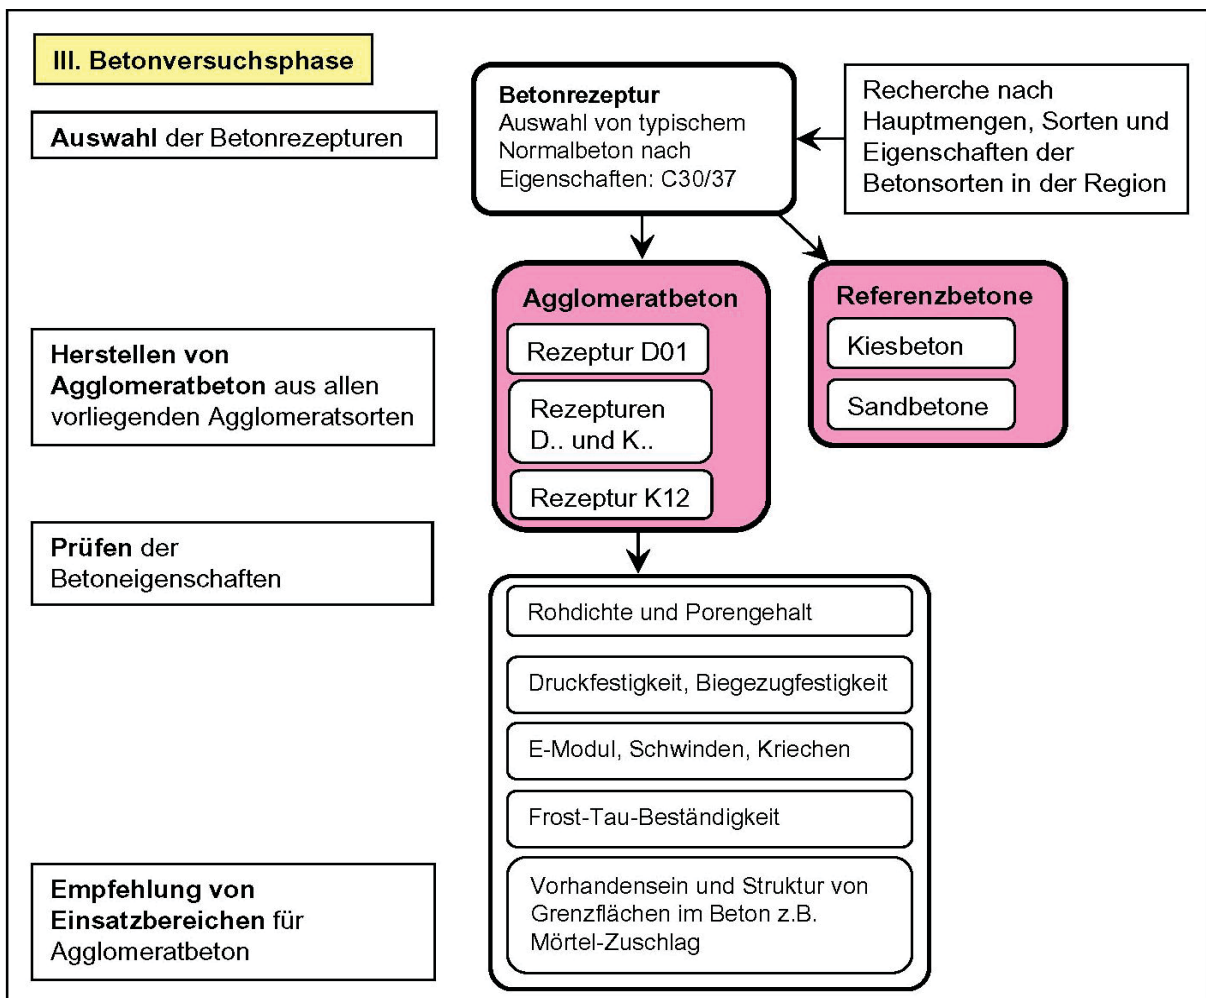 III. Betonversuchsphase
Auswahl der Betonrezepturen
Betonrezeptur
Auswahl von typischem
Normalbeton nach
Eigenschaften: C30/37
Recherche nach
Hauptmengen, Sorten und
Eigenschaften der
Betonsorten in der Region
Herstellen von
Agglomeratbeton aus allen
vorliegenden Agglomeratsorten
Agglomeratbeton
Rezeptur D01
Rezepturen
D.. und K..
Rezeptur K12
Referenzbetone
Kiesbeton
Sandbetone
Prüfen der
Betoneigenschaften
Rohdichte und Porengehalt
Druckfestigkeit, Biegezugfestigkeit
E-Modul, Schwinden, Kriechen
Frost-Tau-Beständigkeit
Vorhandensein und Struktur von
Grenzflächen im Beton z.B.
Mörtel-Zuschlag
Empfehlung von
Einsatzbereichen für
Agglomeratbeton